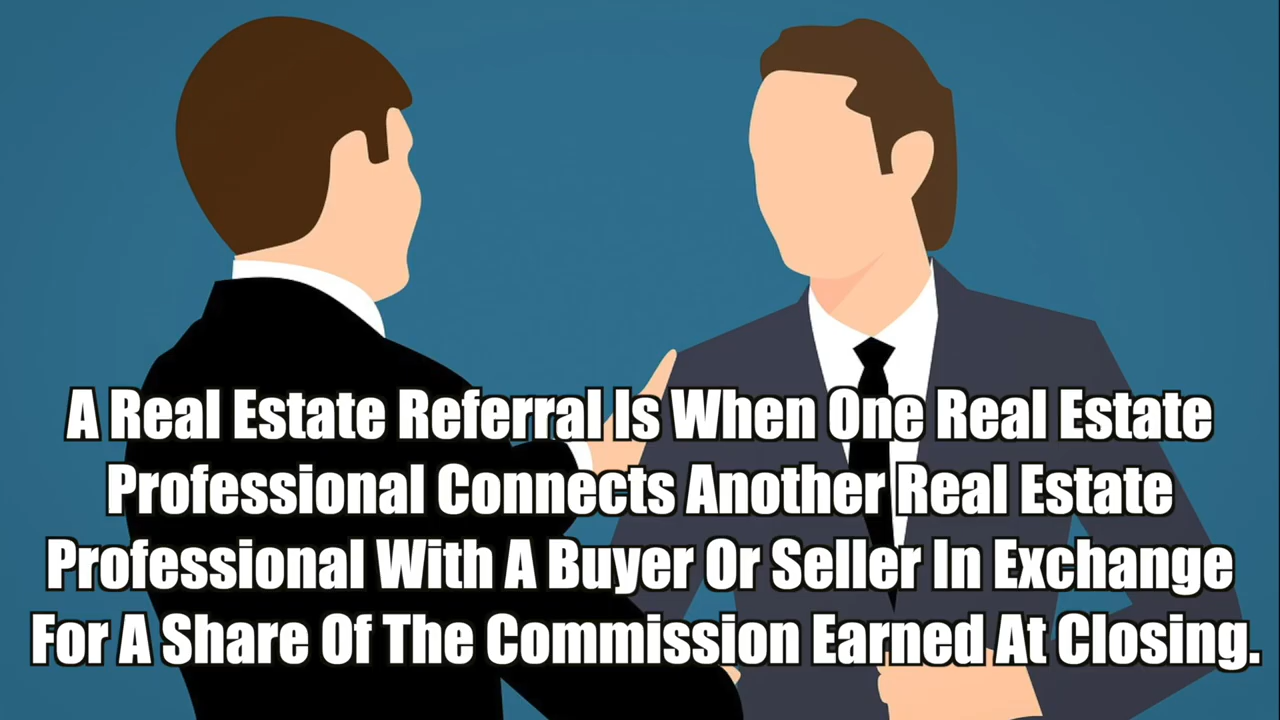 A Real Estate Referral Is When One Real Estate
Professional Connects Another Real Estate
Professional With A Buyer Or Seller In Exchange
For A Share Of The Commission Earned At Closing.